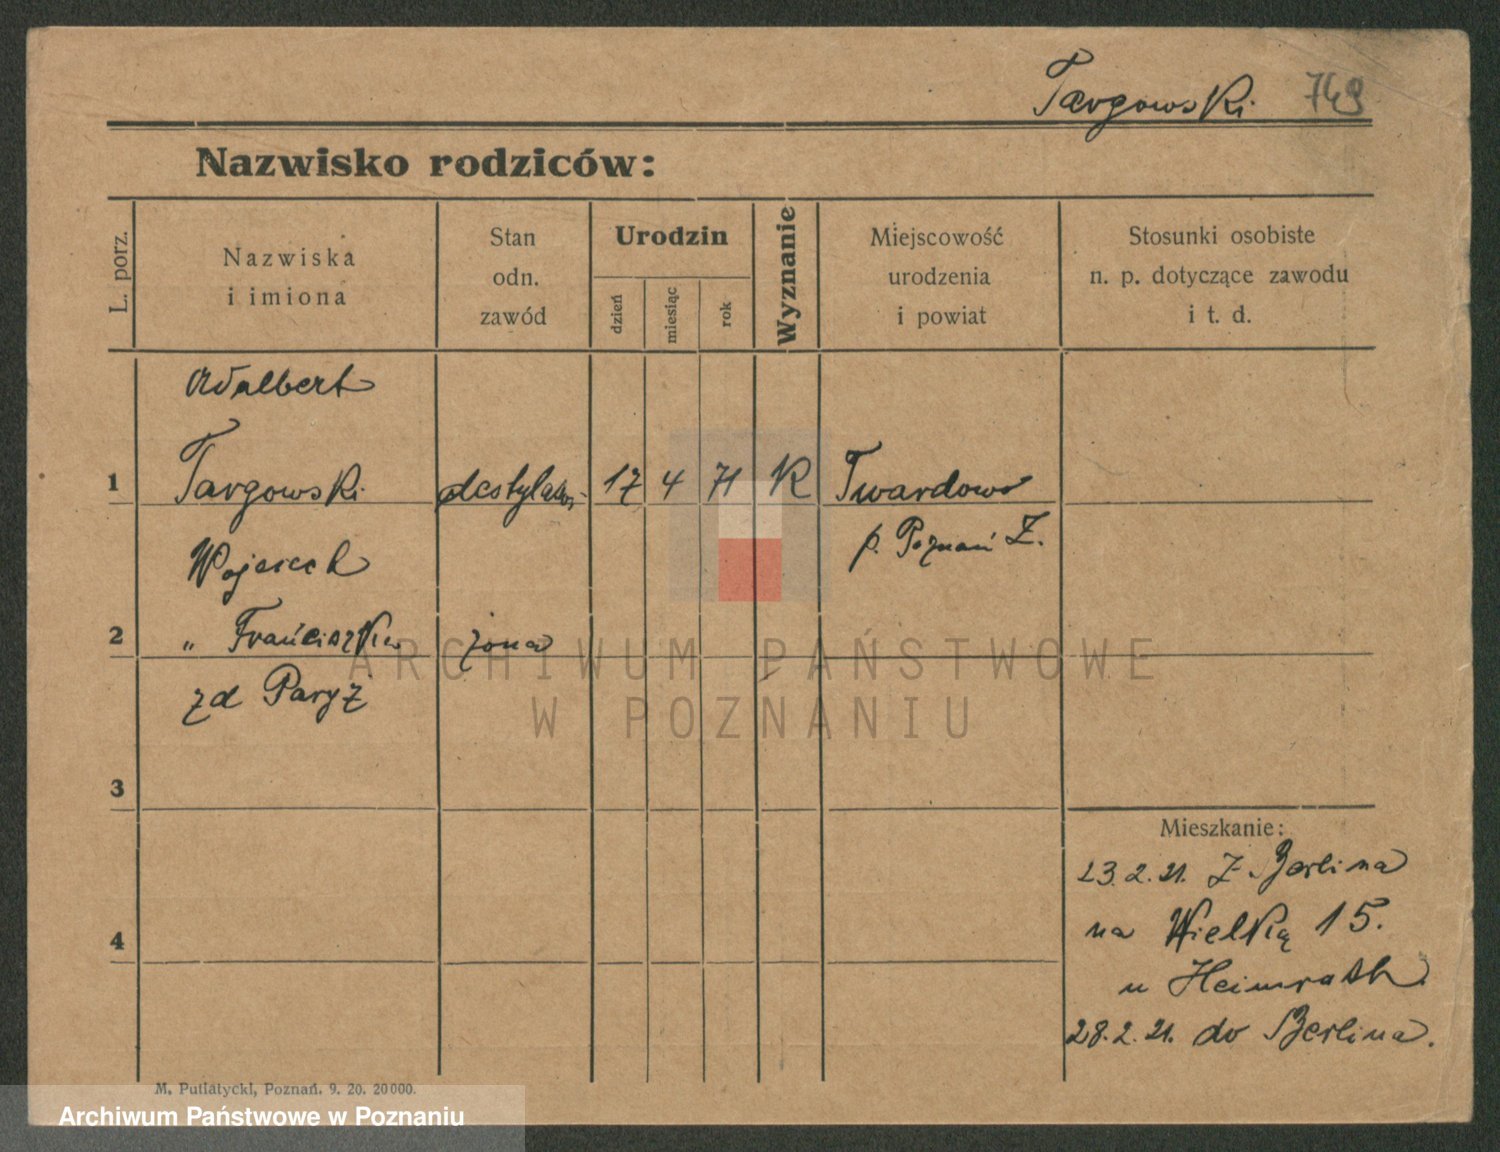 Targowski 749
Nazwisko rodziców:
L. porz.
Nazwiska
i imiona
Stan
odn.
zawód
Urodzin
dzień
miesiąc
rok
Wyznanie
Miejscowość
urodzenia
i powiat
Stosunki osobiste
n. p. dotyczące zawodu
i t. d.
Adalbert
1 Targowski destylator 17 4 71 K Twardowo
p. Poznań Z.
Wojciech
2 " Franciszka żona
zd Paryż
3
4
Mieszkanie:
23.2.21. Z Berlina
na Wielką 15.
u Heimrath
28.2.21. do Berlina.
M. Putiatycki, Poznań. 9. 20. 20000.
ARCHIWUM PAŃSTWOWE
W POZNANIU
Archiwum Państwowe w Poznaniu